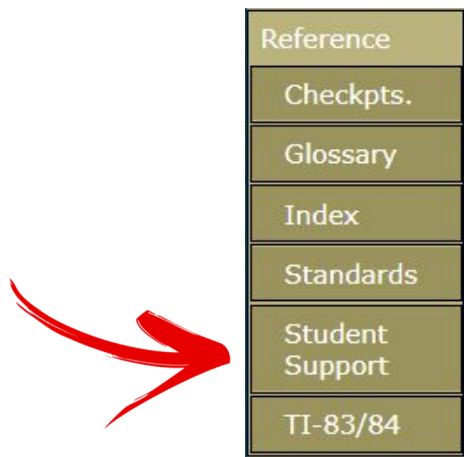 Reference
Checkpts.
Glossary
Index
Standards
Student
Support
TI-83/84